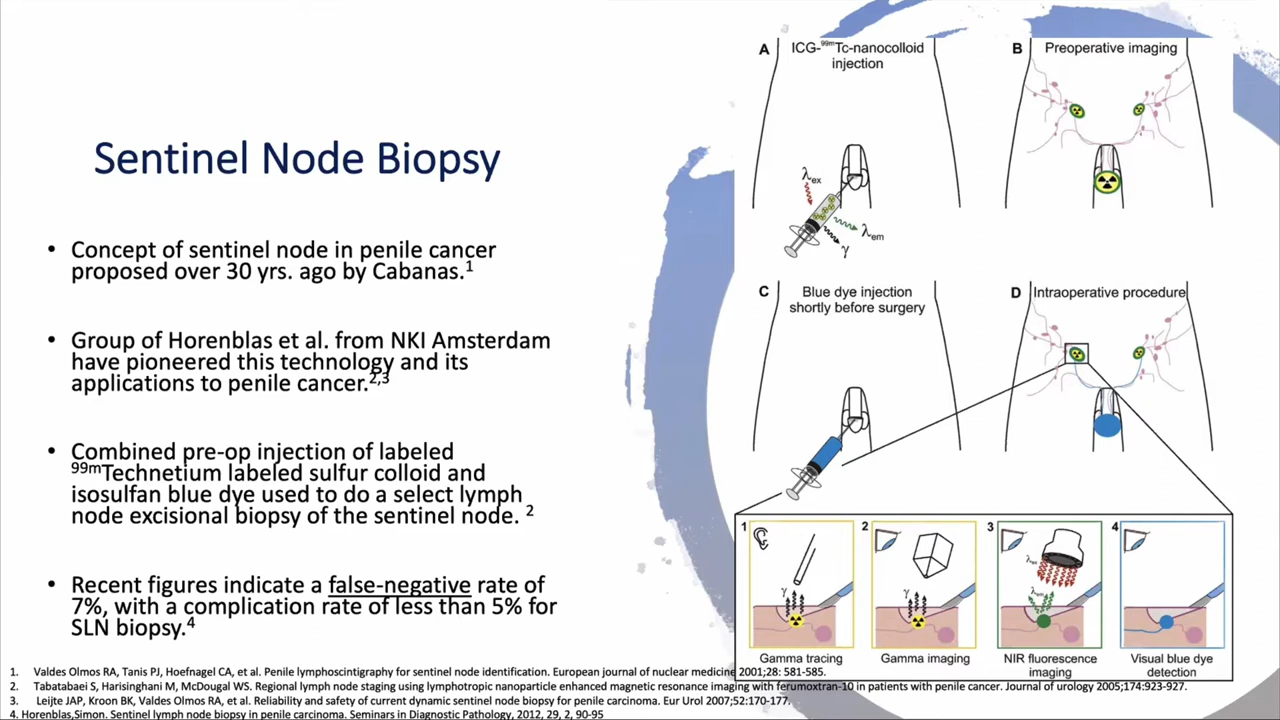 Sentinel Node Biopsy
• Concept of sentinel node in penile cancer
proposed over 30 yrs. ago by Cabanas.1
• Group of Horenblas et al. from NKI Amsterdam
have pioneered this technology and its
applications to penile cancer.2,3
• Combined pre-op injection of labeled
99mTechnetium labeled sulfur colloid and
isosulfan blue dye used to do a select lymph
node excisional biopsy of the sentinel node. 2
• Recent figures indicate a false-negative rate of
7%, with a complication rate of less than 5% for
SLN biopsy.4
A ICG-99mTc-nanocolloid
injection
λex
λem
γ
B Preoperative imaging
C Blue dye injection
shortly before surgery
D Intraoperative procedure
1
γ
Gamma tracing
2
γ
Gamma imaging
3
λex
λem
NIR fluorescence
imaging
4
Visual blue dye
detection
1. Valdes Olmos RA, Tanis PJ, Hoefnagel CA, et al. Penile lymphoscintigraphy for sentinel node identification. European journal of nuclear medicine 2001;28: 581-585.
2. Tabatabaei S, Harisinghani M, McDougal WS. Regional lymph node staging using lymphotropic nanoparticle enhanced magnetic resonance imaging with ferumoxtran-10 in patients with penile cancer. Journal of urology 2005;174:923-927.
3. Leijte JAP, Kroon BK, Valdes Olmos RA, et al. Reliability and safety of current dynamic sentinel node biopsy for penile carcinoma. Eur Urol 2007;52:170-177.
4. Horenblas,Simon. Sentinel lymph node biopsy in penile carcinoma. Seminars in Diagnostic Pathology, 2012, 29, 2, 90-95